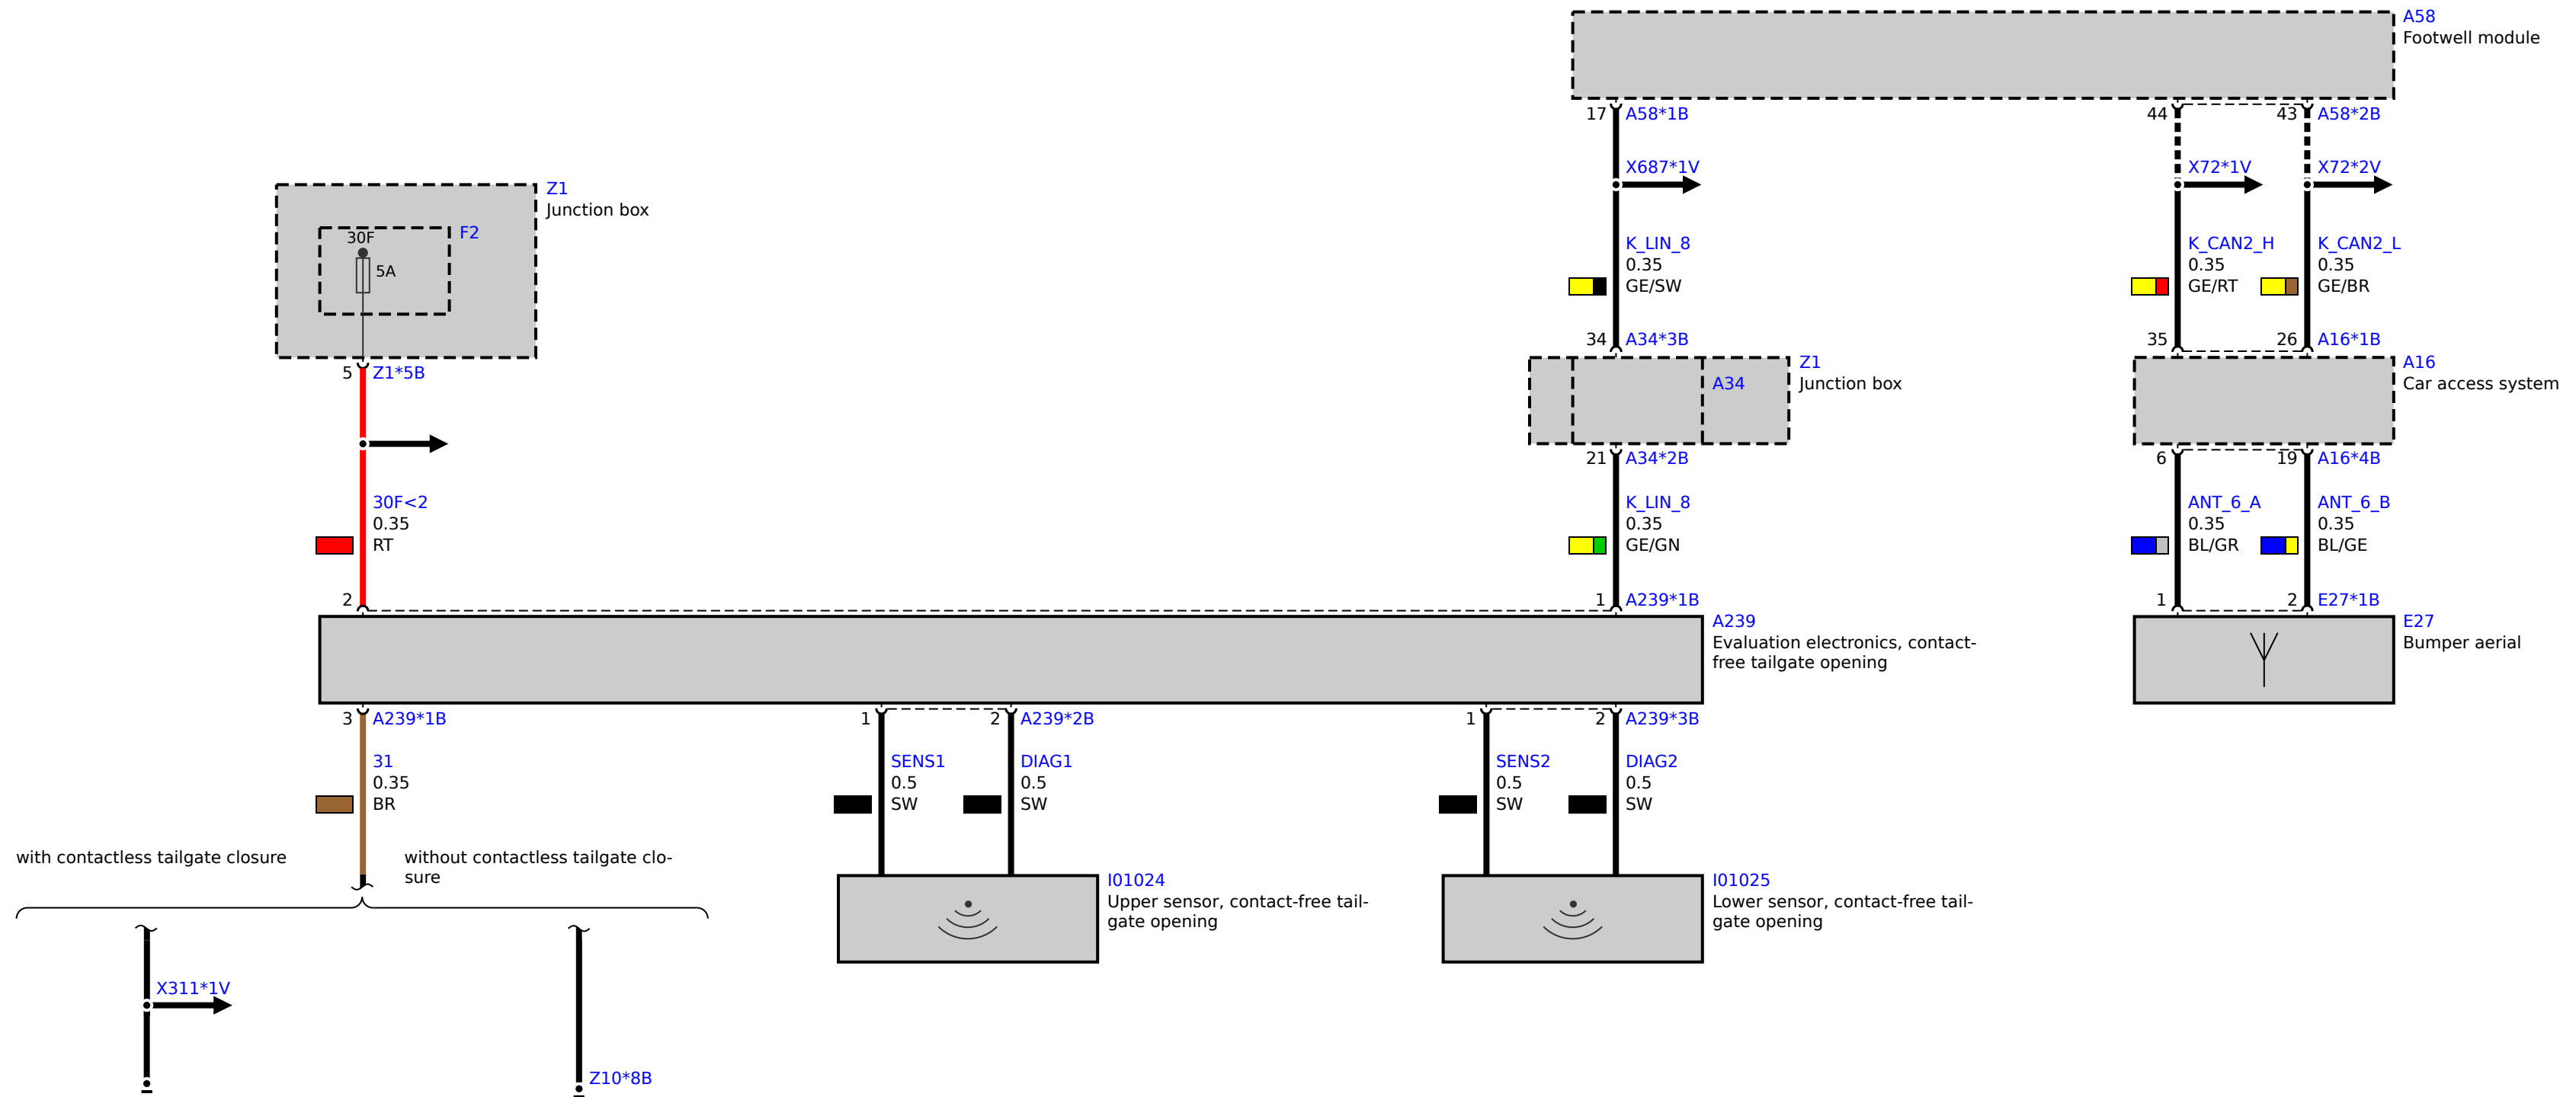 A58
Footwell module
17
A58*1B
44
43
A58*2B
X687*1V
X72*1V
X72*2V
Z1
Junction box
30F
F2
5A
K_LIN_8
0.35
GE/SW
K_CAN2_H
0.35
GE/RT
K_CAN2_L
0.35
GE/BR
34
A34*3B
35
26
A16*1B
5
Z1*5B
A34
Z1
Junction box
A16
Car access system
21
A34*2B
6
19
A16*4B
30F<2
0.35
RT
K_LIN_8
0.35
GE/GN
ANT_6_A
0.35
BL/GR
ANT_6_B
0.35
BL/GE
2
1
A239*1B
1
2
E27*1B
A239
Evaluation electronics, contact-
free tailgate opening
E27
Bumper aerial
3
A239*1B
1
2
A239*2B
1
2
A239*3B
31
0.35
BR
SENS1
0.5
SW
DIAG1
0.5
SW
SENS2
0.5
SW
DIAG2
0.5
SW
with contactless tailgate closure
without contactless tailgate clo-
sure
I01024
Upper sensor, contact-free tail-
gate opening
I01025
Lower sensor, contact-free tail-
gate opening
X311*1V
Z10*8B